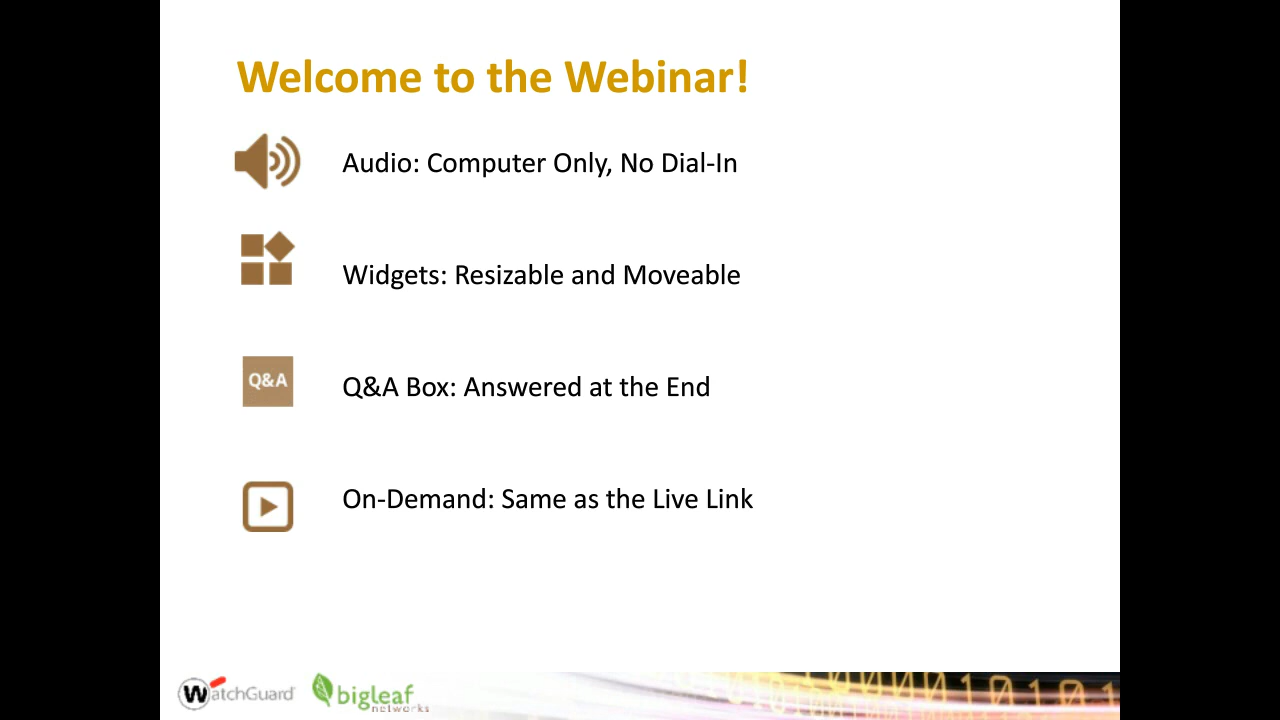 Welcome to the Webinar!
Audio: Computer Only, No Dial-In
Widgets: Resizable and Moveable
Q&A
Q&A Box: Answered at the End
On-Demand: Same as the Live Link
WatchGuard
bigleaf
networks